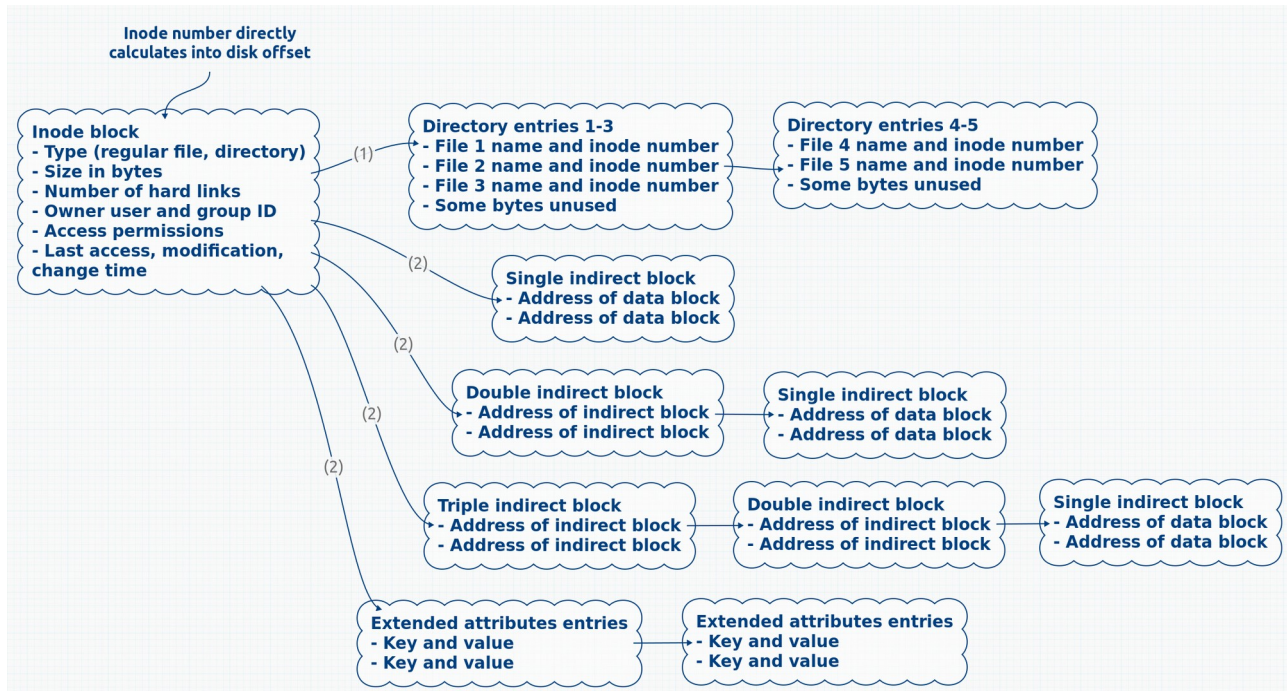 Inode number directly
calculates into disk offset
Inode block
- Type (regular file, directory)
- Size in bytes
- Number of hard links
- Owner user and group ID
- Access permissions
- Last access, modification,
change time
(1)
Directory entries 1-3
- File 1 name and inode number
- File 2 name and inode number
- File 3 name and inode number
- Some bytes unused
Directory entries 4-5
- File 4 name and inode number
- File 5 name and inode number
- Some bytes unused
(2)
Single indirect block
- Address of data block
- Address of data block
(2)
Double indirect block
- Address of indirect block
- Address of indirect block
Single indirect block
- Address of data block
- Address of data block
(2)
Triple indirect block
- Address of indirect block
- Address of indirect block
Double indirect block
- Address of indirect block
- Address of indirect block
Single indirect block
- Address of data block
- Address of data block
(2)
Extended attributes entries
- Key and value
- Key and value
Extended attributes entries
- Key and value
- Key and value